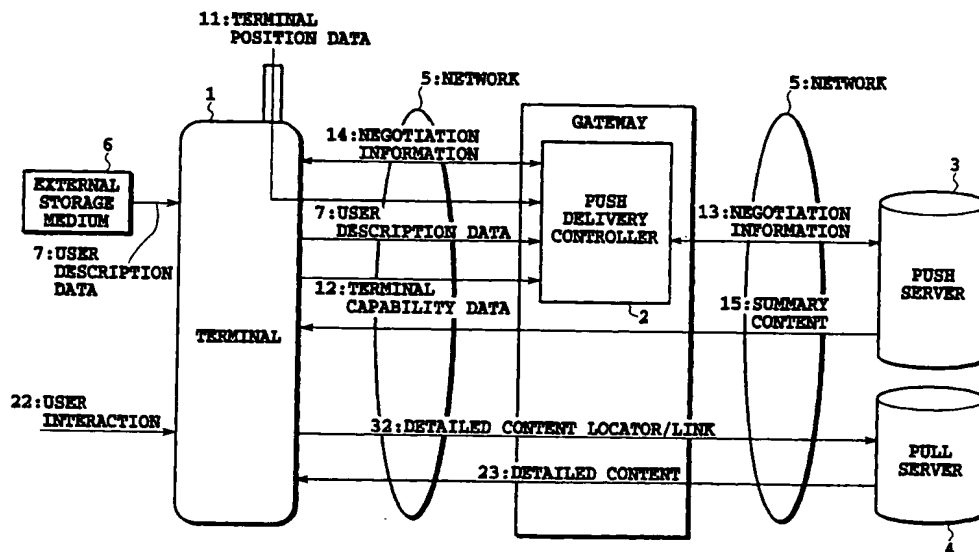 11:TERMINAL
POSITION DATA
1
5:NETWORK
5:NETWORK
GATEWAY
14:NEGOTIATION
INFORMATION
6
3
EXTERNAL
STORAGE
MEDIUM
PUSH
DELIVERY
CONTROLLER
7:USER
DESCRIPTION DATA
13:NEGOTIATION
INFORMATION
7:USER
DESCRIPTION
DATA
12:TERMINAL
CAPABILITY DATA
2
15:SUMMARY
CONTENT
PUSH
SERVER
TERMINAL
22:USER
INTERACTION
32:DETAILED CONTENT LOCATOR/LINK
23:DETAILED CONTENT
PULL
SERVER
4